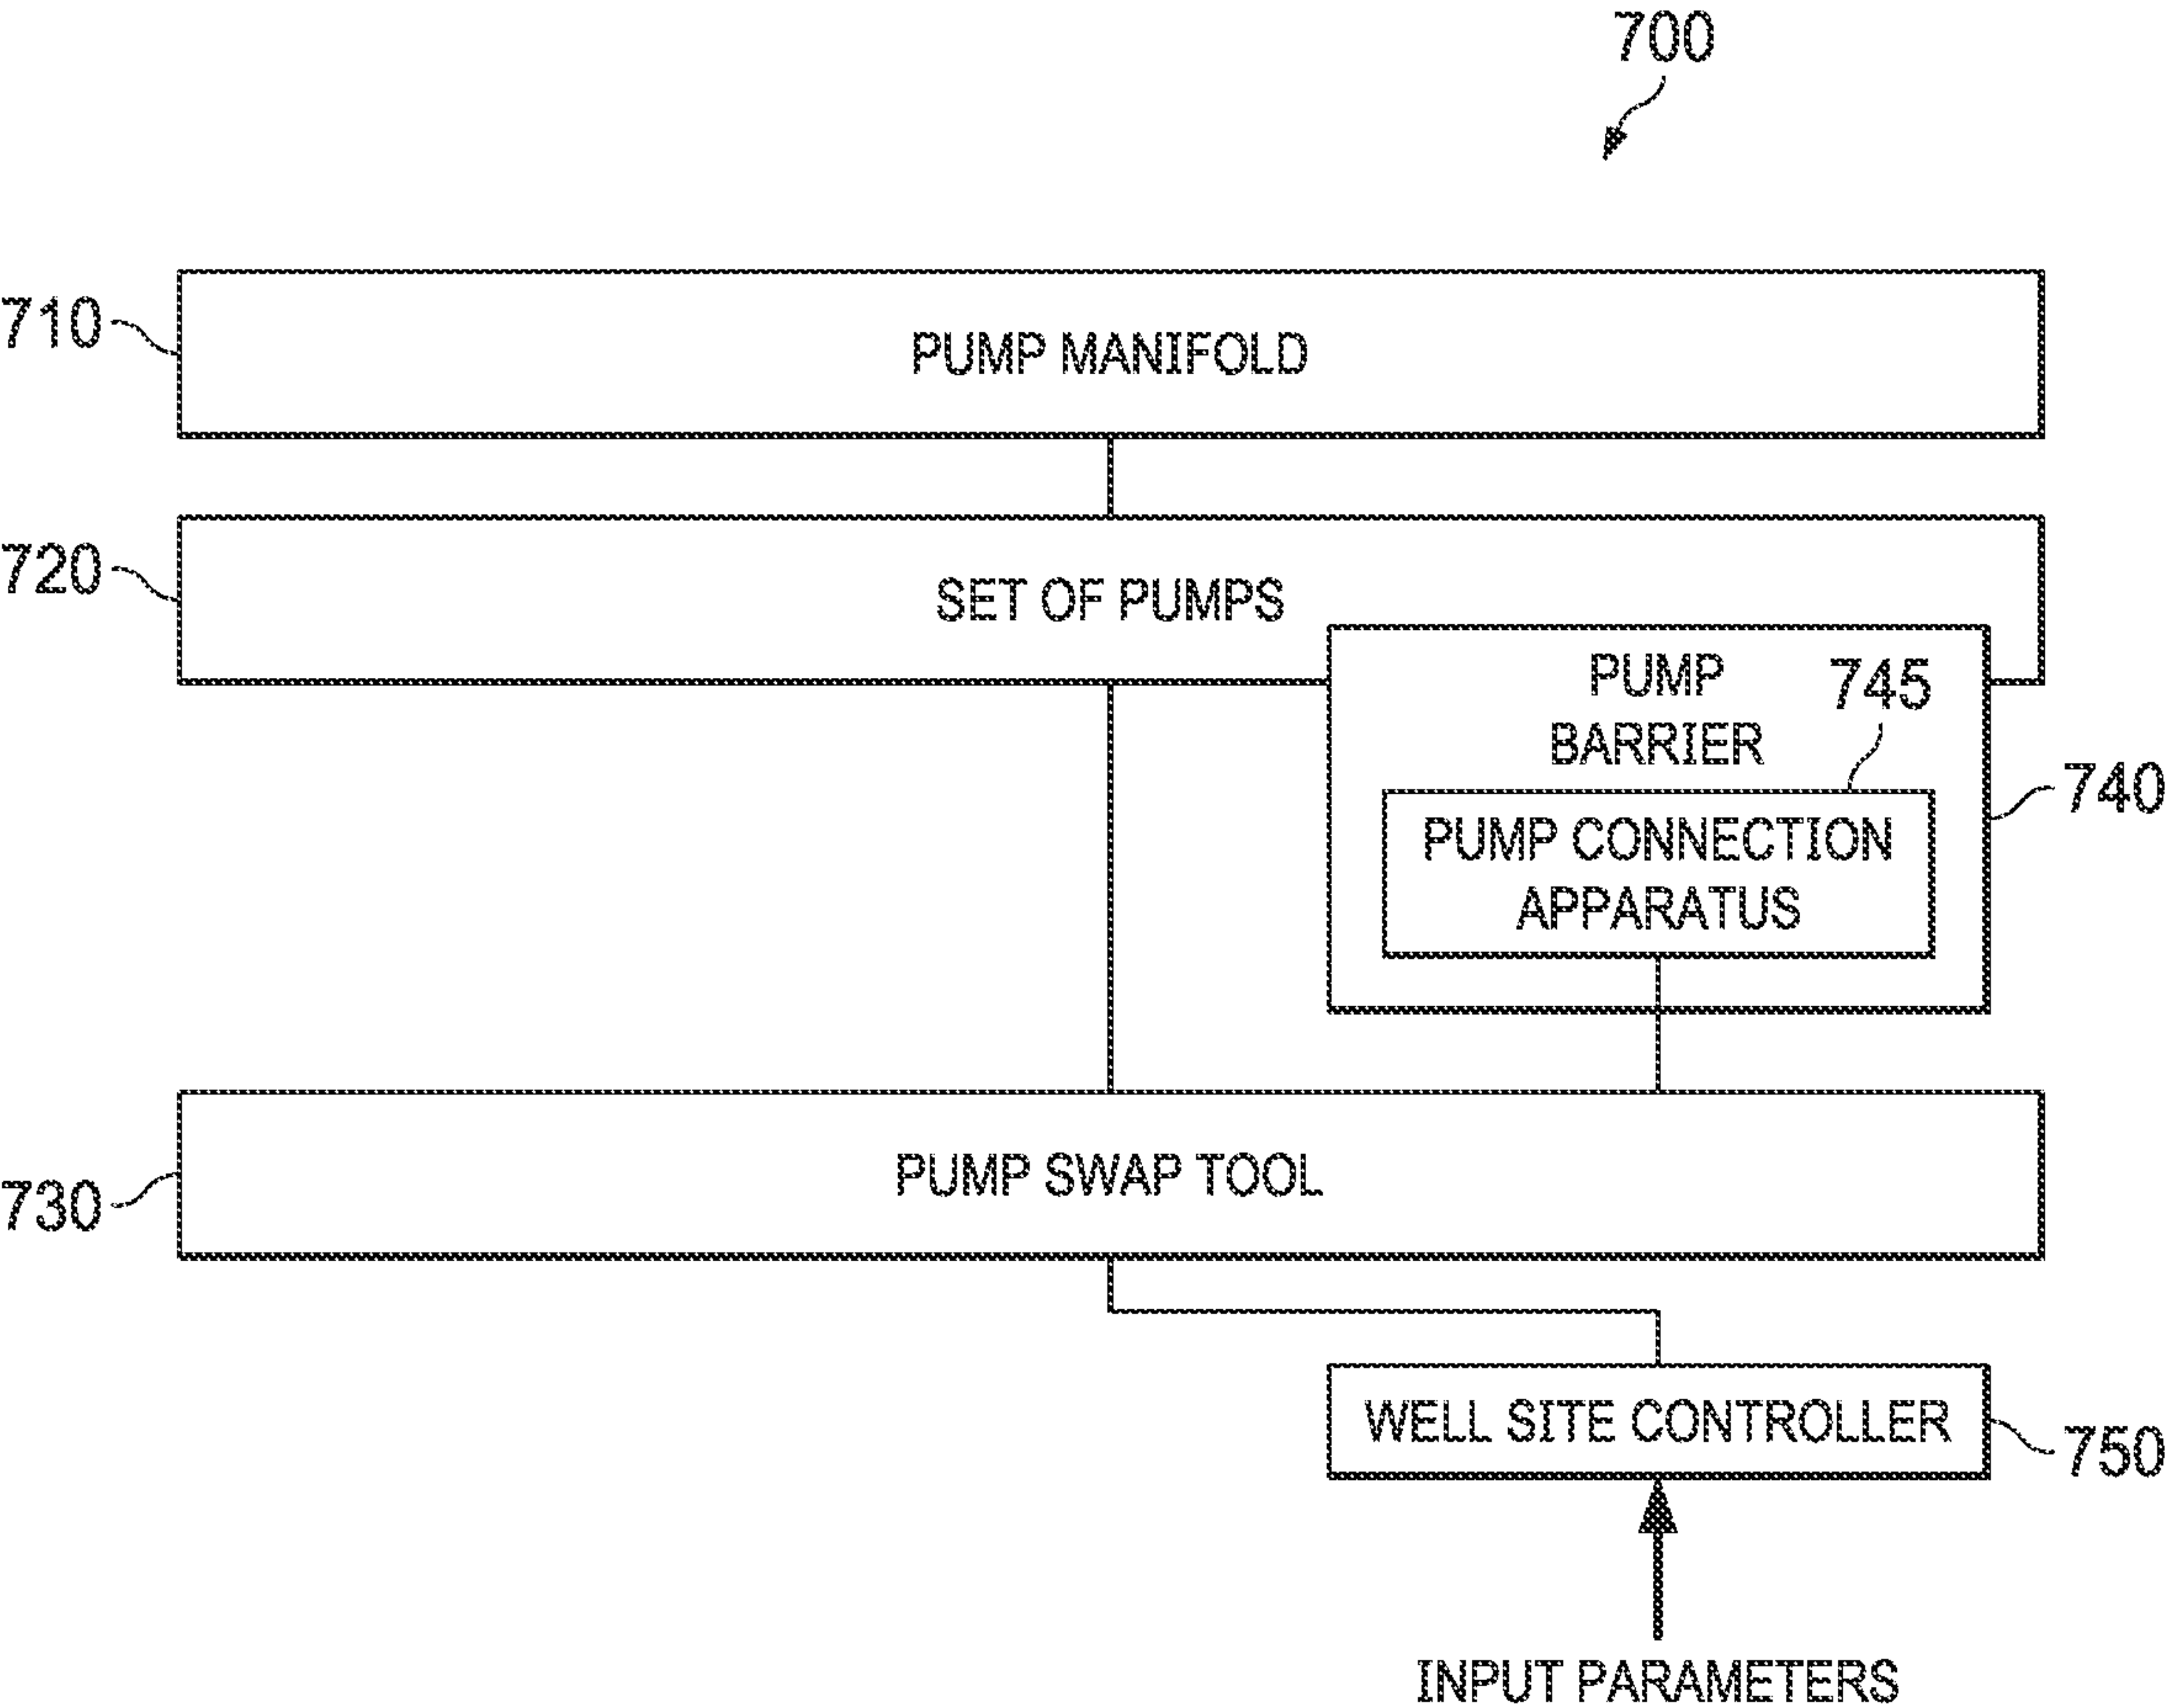 700
710
PUMP MANIFOLD
720
SET OF PUMPS
PUMP
BARRIER
745
740
PUMP CONNECTION
APPARATUS
730
PUMP SWAP TOOL
WELL SITE CONTROLLER
750
INPUT PARAMETERS